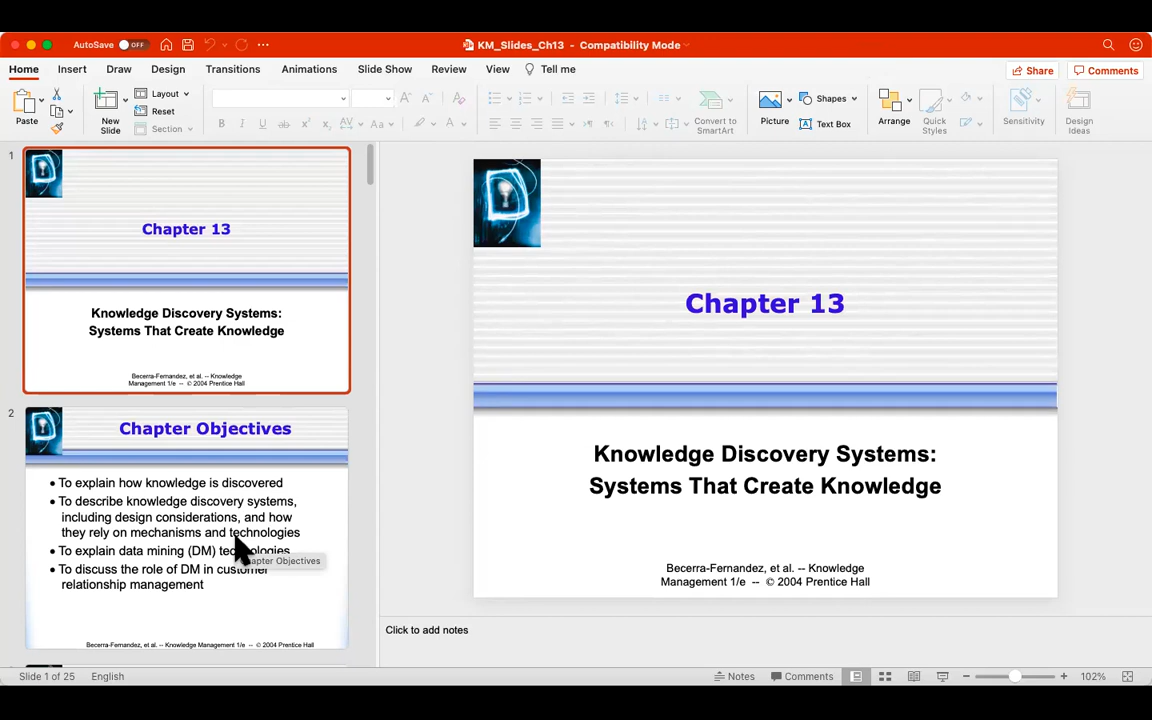 AutoSave OFF
KM_Slides_Ch13 - Compatibility Mode
Home Insert Draw Design Transitions Animations Slide Show Review View Tell me
Share Comments
Paste
New
Slide
Layout
Reset
Section
Convert to
SmartArt
Picture
Shapes
Text Box
Arrange
Quick
Styles
Sensitivity
Design
Ideas
1
Chapter 13
Knowledge Discovery Systems:
Systems That Create Knowledge
Becerra-Fernandez, et al. -- Knowledge
Management 1/e -- © 2004 Prentice Hall
2
Chapter Objectives
• To explain how knowledge is discovered
• To describe knowledge discovery systems,
including design considerations, and how
they rely on mechanisms and technologies
• To explain data mining (DM) technologies
• To discuss the role of DM in customer
relationship management
Chapter Objectives
Becerra-Fernandez, et al. -- Knowledge Management 1/e -- © 2004 Prentice Hall
Chapter 13
Knowledge Discovery Systems:
Systems That Create Knowledge
Becerra-Fernandez, et al. -- Knowledge
Management 1/e -- © 2004 Prentice Hall
Click to add notes
Slide 1 of 25 English
Notes Comments 102%